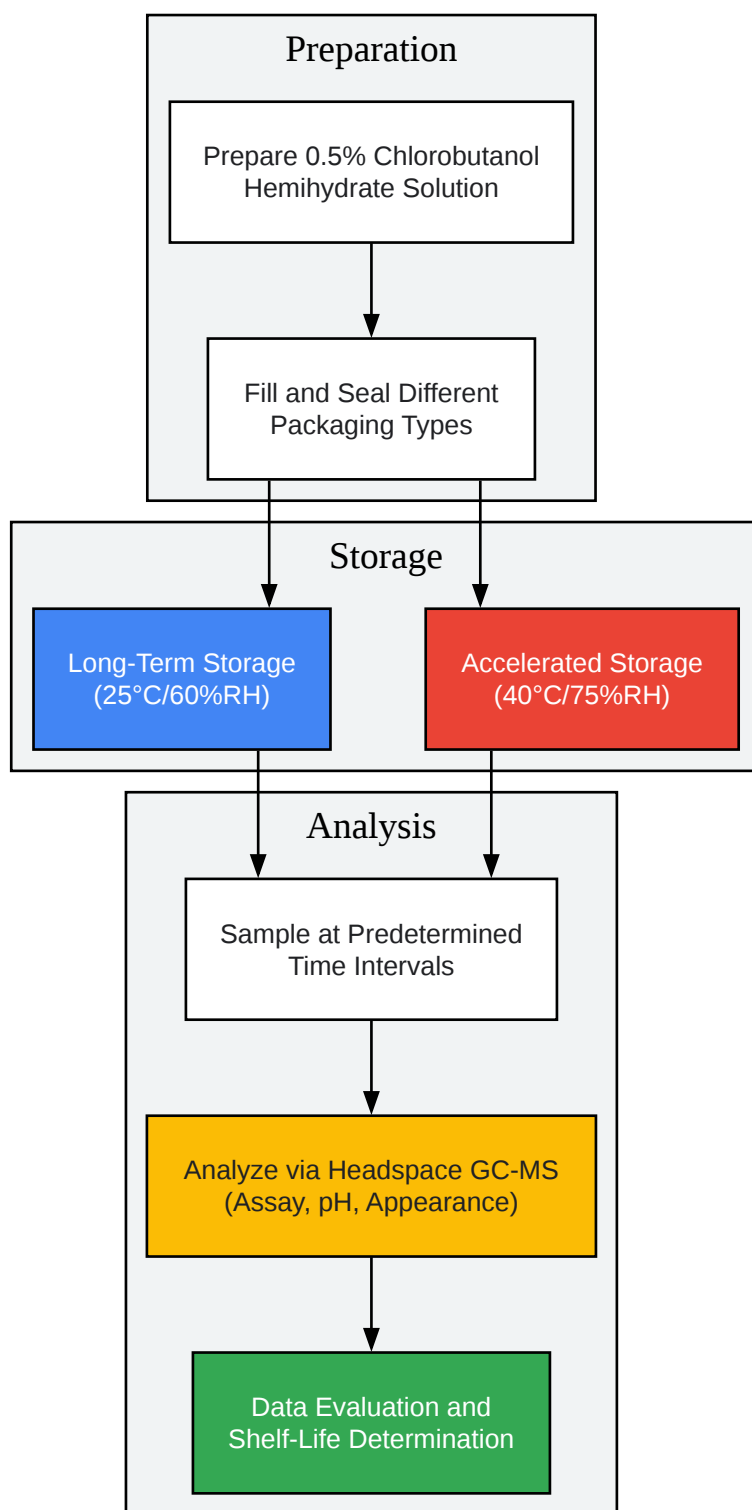 Preparation
Prepare 0.5% Chlorobutanol
Hemihydrate Solution
Fill and Seal Different
Packaging Types
Storage
Long-Term Storage
(25°C/60%RH)
Accelerated Storage
(40°C/75%RH)
Analysis
Sample at Predetermined
Time Intervals
Analyze via Headspace GC-MS
(Assay, pH, Appearance)
Data Evaluation and
Shelf-Life Determination